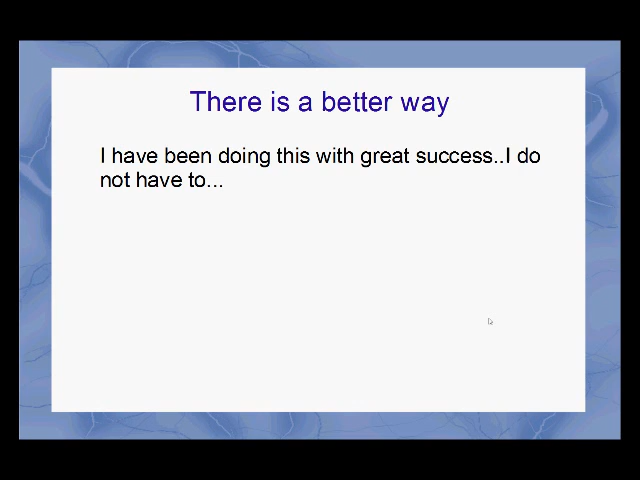 There is a better way
I have been doing this with great success..I do
not have to...